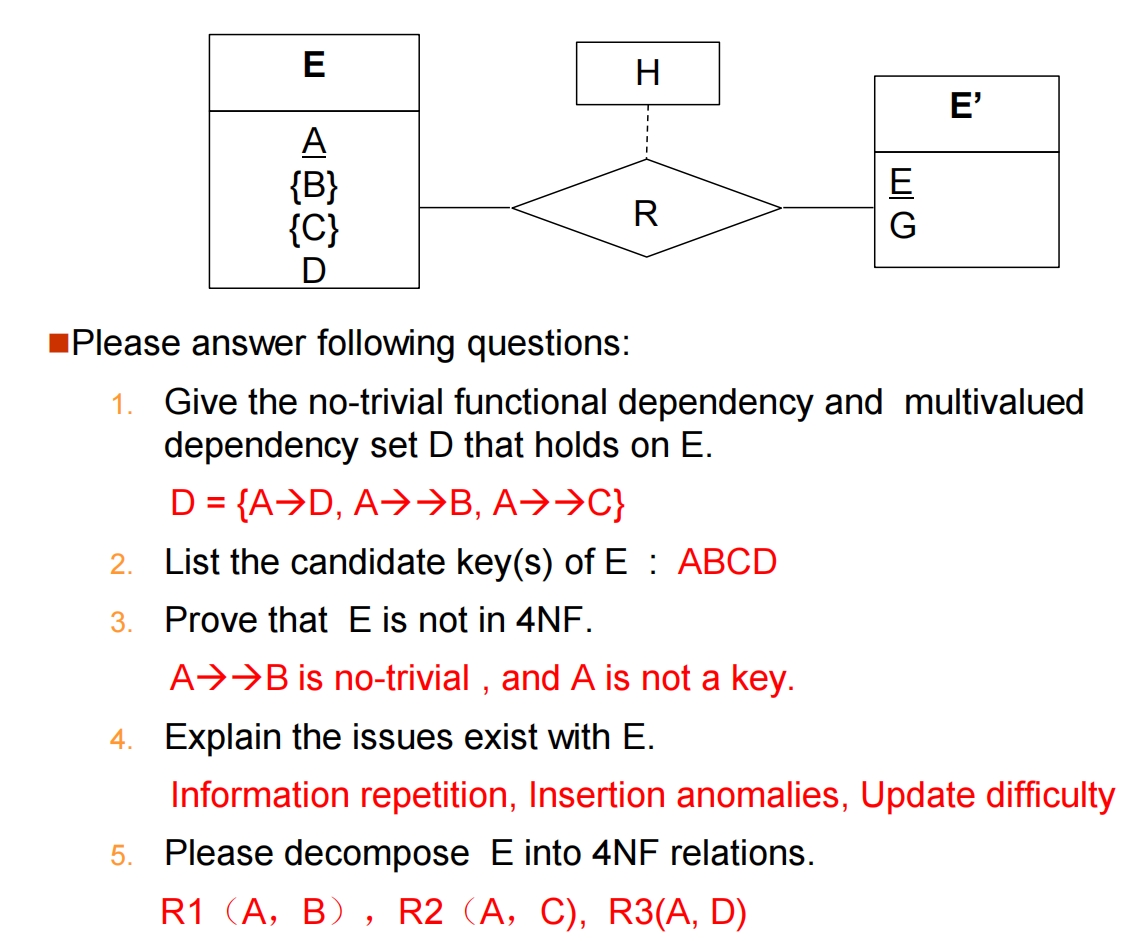 E
A
{B}
{C}
D
H
R
E’
E
G
Please answer following questions:
1. Give the no-trivial functional dependency and multivalued
dependency set D that holds on E.
D = {A→D, A→→B, A→→C}
2. List the candidate key(s) of E : ABCD
3. Prove that E is not in 4NF.
A→→B is no-trivial , and A is not a key.
4. Explain the issues exist with E.
Information repetition, Insertion anomalies, Update difficulty
5. Please decompose E into 4NF relations.
R1（A，B），R2（A，C), R3(A, D)